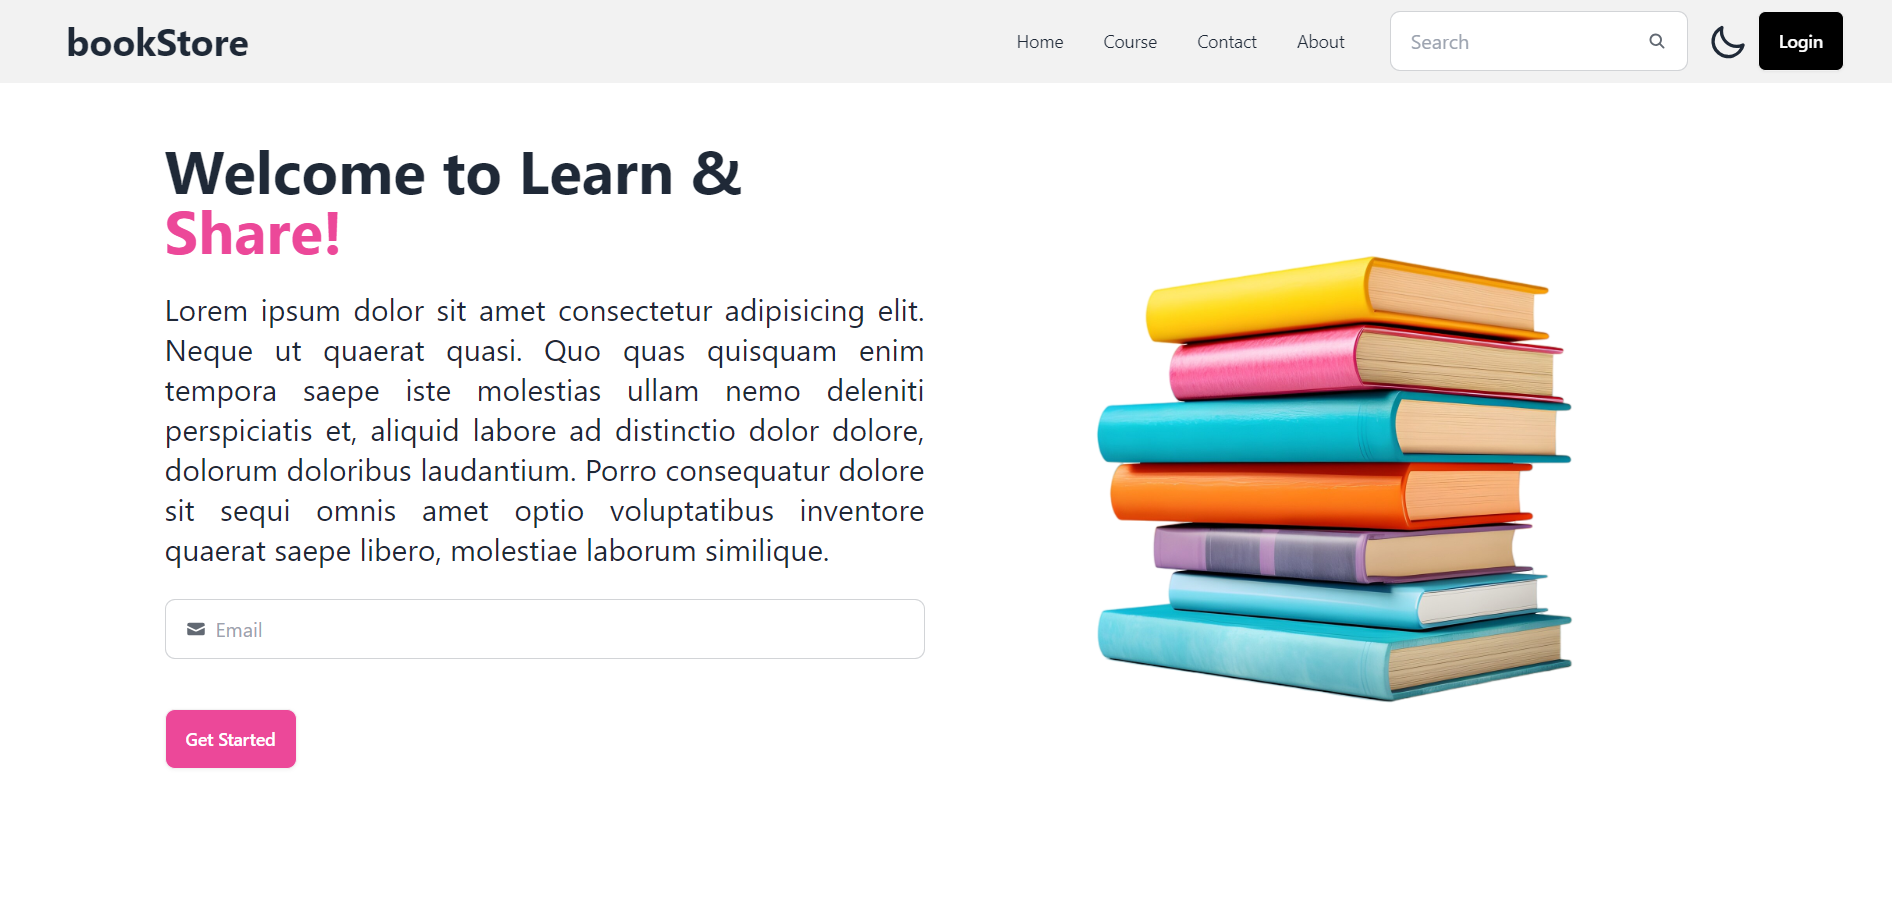 bookStore
Home
Course
Contact
About
Search
Login
Welcome to Learn &
Share!
Lorem ipsum dolor sit amet consectetur adipisicing elit.
Neque ut quaerat quasi. Quo quas quisquam enim
tempora saepe iste molestias ullam nemo deleniti
perspiciatis et, aliquid labore ad distinctio dolor dolore,
dolorum doloribus laudantium. Porro consequatur dolore
sit sequi omnis amet optio voluptatibus inventore
quaerat saepe libero, molestiae laborum similique.
Email
Get Started